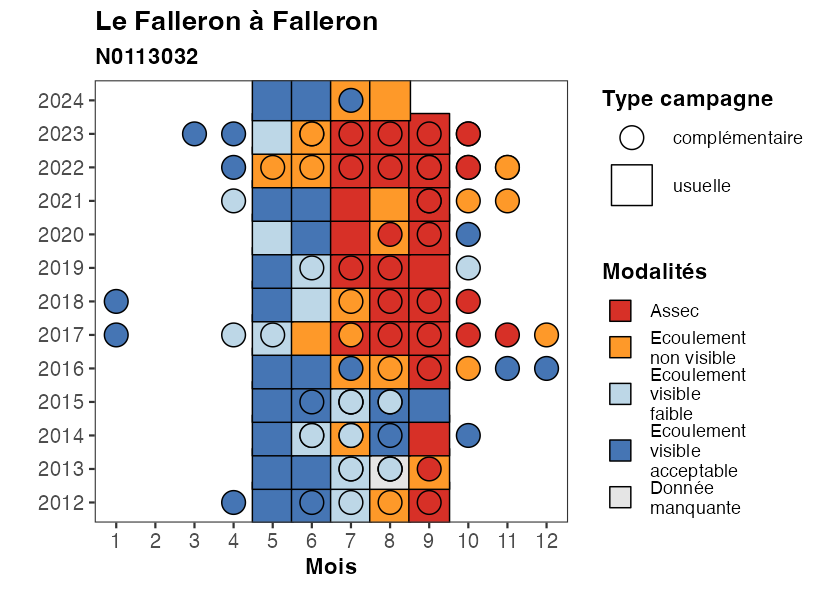 Le Falleron à Falleron
N0113032
2024
2023
2022
2021
2020
2019
2018
2017
2016
2015
2014
2013
2012
1 2 3 4 5 6 7 8 9 10 11 12
Mois
Type campagne
complémentaire
usuelle
Modalités
Assec
Ecoulement
non visible
Ecoulement
visible
faible
Ecoulement
visible
acceptable
Donnée
manquante